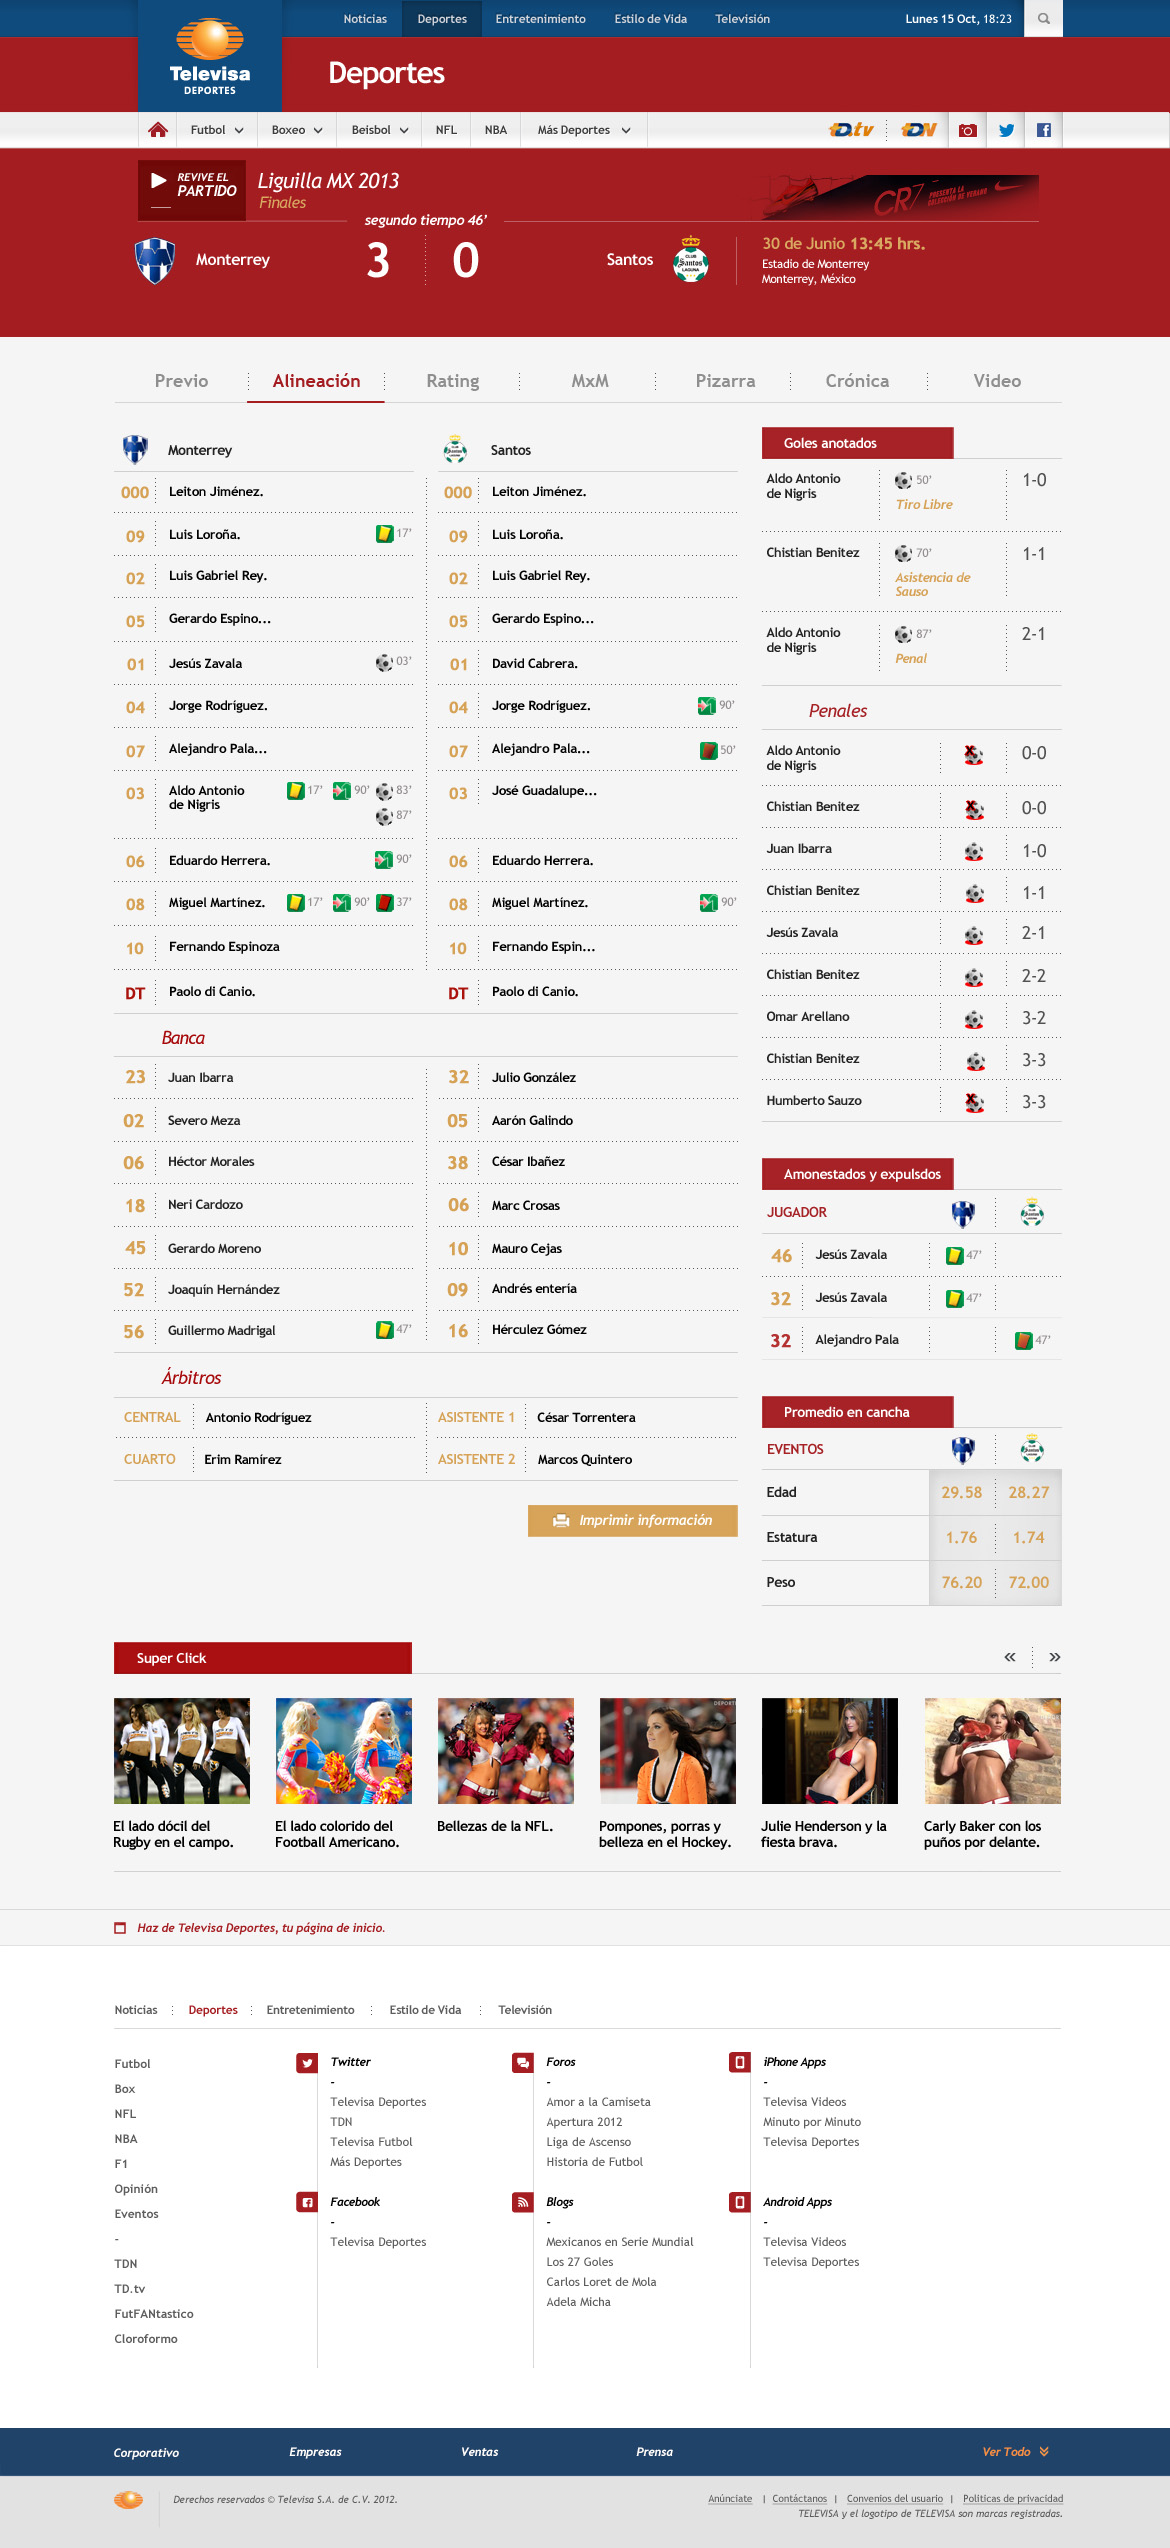 Noticias Deportes Entretenimiento Estilo de Vida Televisión Lunes 15 Oct, 18:23
Televisa
DEPORTES
Deportes
Futbol Boxeo Beisbol NFL NBA Más Deportes TD.tv TDN
REVIVE EL
PARTIDO
Liguilla MX 2013
Finales
CR7 PRESENTA LA
COLECCIÓN DE VERANO
segundo tiempo 46’
Monterrey 3 0 Santos
30 de Junio 13:45 hrs.
Estadio de Monterrey
Monterrey, México
Previo Alineación Rating MxM Pizarra Crónica Video
Monterrey Santos
000 Leiton Jiménez. 000 Leiton Jiménez.
09 Luis Loroña. 17’ 09 Luis Loroña.
02 Luis Gabriel Rey. 02 Luis Gabriel Rey.
05 Gerardo Espino... 05 Gerardo Espino...
01 Jesús Zavala 03’ 01 David Cabrera.
04 Jorge Rodríguez. 04 Jorge Rodríguez. 90’
07 Alejandro Pala... 07 Alejandro Pala... 50’
03 Aldo Antonio 17’ 90’ 83’ 03 José Guadalupe...
de Nigris 87’
06 Eduardo Herrera. 90’ 06 Eduardo Herrera.
08 Miguel Martínez. 17’ 90’ 37’ 08 Miguel Martínez. 90’
10 Fernando Espinoza 10 Fernando Espin...
DT Paolo di Canio. DT Paolo di Canio.
Banca
23 Juan Ibarra 32 Julio González
02 Severo Meza 05 Aarón Galindo
06 Héctor Morales 38 César Ibañez
18 Neri Cardozo 06 Marc Crosas
45 Gerardo Moreno 10 Mauro Cejas
52 Joaquín Hernández 09 Andrés entería
56 Guillermo Madrigal 47’ 16 Hérculez Gómez
Árbitros
CENTRAL Antonio Rodríguez ASISTENTE 1 César Torrentera
CUARTO Erim Ramírez ASISTENTE 2 Marcos Quintero
Imprimir información
Goles anotados
Aldo Antonio 50’ 1-0
de Nigris Tiro Libre
Chistian Benitez 70’ 1-1
Asistencia de
Sauso
Aldo Antonio 87’ 2-1
de Nigris Penal
Penales
Aldo Antonio 0-0
de Nigris
Chistian Benitez 0-0
Juan Ibarra 1-0
Chistian Benitez 1-1
Jesús Zavala 2-1
Chistian Benitez 2-2
Omar Arellano 3-2
Chistian Benitez 3-3
Humberto Sauzo 3-3
Amonestados y expulsdos
JUGADOR
46 Jesús Zavala 47’
32 Jesús Zavala 47’
32 Alejandro Pala 47’
Promedio en cancha
EVENTOS
Edad 29.58 28.27
Estatura 1.76 1.74
Peso 76.20 72.00
Super Click « »
El lado dócil del
Rugby en el campo.
El lado colorido del
Football Americano.
Bellezas de la NFL.
Pompones, porras y
belleza en el Hockey.
Julie Henderson y la
fiesta brava.
Carly Baker con los
puños por delante.
Haz de Televisa Deportes, tu página de inicio.
Noticias Deportes Entretenimiento Estilo de Vida Televisión
Futbol
Box
NFL
NBA
F1
Opinión
Eventos
-
TDN
TD.tv
FutFANtastico
Cloroformo
Twitter
-
Televisa Deportes
TDN
Televisa Futbol
Más Deportes
Facebook
-
Televisa Deportes
Foros
-
Amor a la Camiseta
Apertura 2012
Liga de Ascenso
Historia de Futbol
Blogs
-
Mexicanos en Serie Mundial
Los 27 Goles
Carlos Loret de Mola
Adela Micha
iPhone Apps
-
Televisa Videos
Minuto por Minuto
Televisa Deportes
Android Apps
-
Televisa Videos
Televisa Deportes
Corporativo Empresas Ventas Prensa Ver Todo
Derechos reservados © Televisa S.A. de C.V. 2012.
Anúnciate | Contáctanos | Convenios del usuario | Políticas de privacidad
TELEVISA y el logotipo de TELEVISA son marcas registradas.